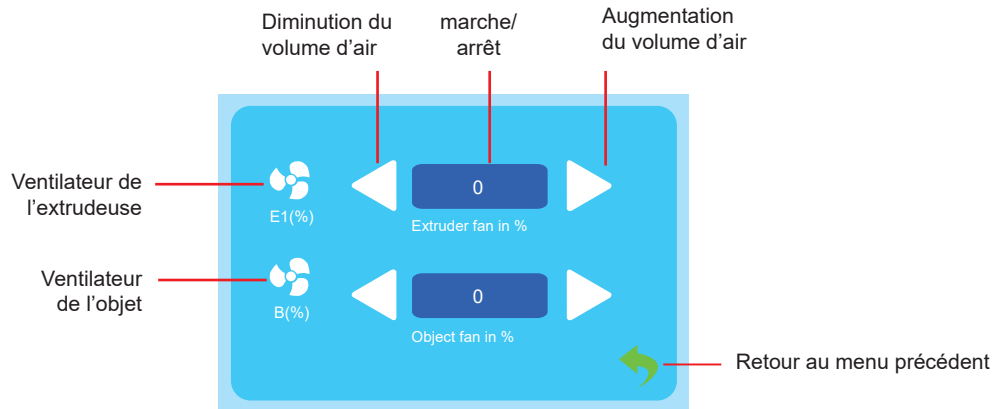 Diminution du
volume d’air
marche/
arrêt
Augmentation
du volume d’air
Ventilateur de
l’extrudeuse
E1(%)
0
Extruder fan in %
Ventilateur
de l’objet
B(%)
0
Object fan in %
Retour au menu précédent